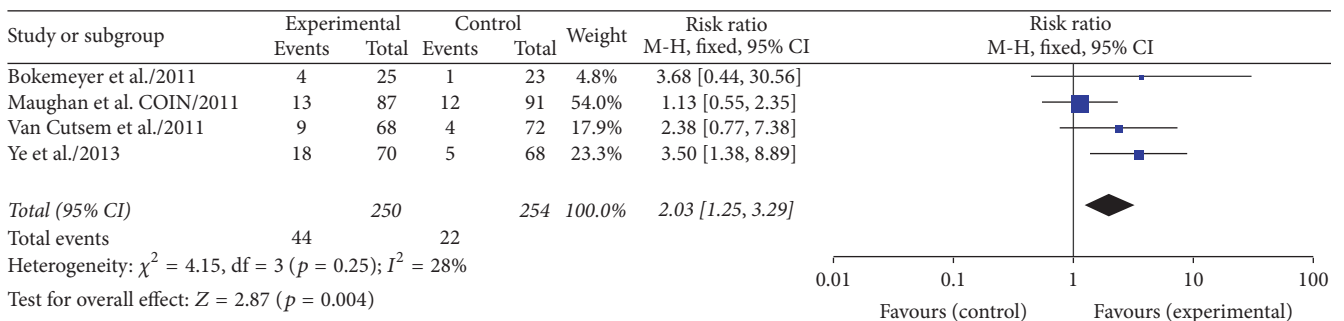 Study or subgroup Experimental Control Weight Risk ratio Risk ratio
Events Total Events Total M-H, fixed, 95% CI M-H, fixed, 95% CI
Bokemeyer et al./2011 4 25 1 23 4.8% 3.68 [0.44, 30.56]
Maughan et al. COIN/2011 13 87 12 91 54.0% 1.13 [0.55, 2.35]
Van Cutsem et al./2011 9 68 4 72 17.9% 2.38 [0.77, 7.38]
Ye et al./2013 18 70 5 68 23.3% 3.50 [1.38, 8.89]
Total (95% CI) 250 254 100.0% 2.03 [1.25, 3.29]
Total events 44 22
Heterogeneity: χ² = 4.15, df = 3 (p = 0.25); I² = 28%
Test for overall effect: Z = 2.87 (p = 0.004)
0.01 0.1 1 10 100
Favours (control) Favours (experimental)